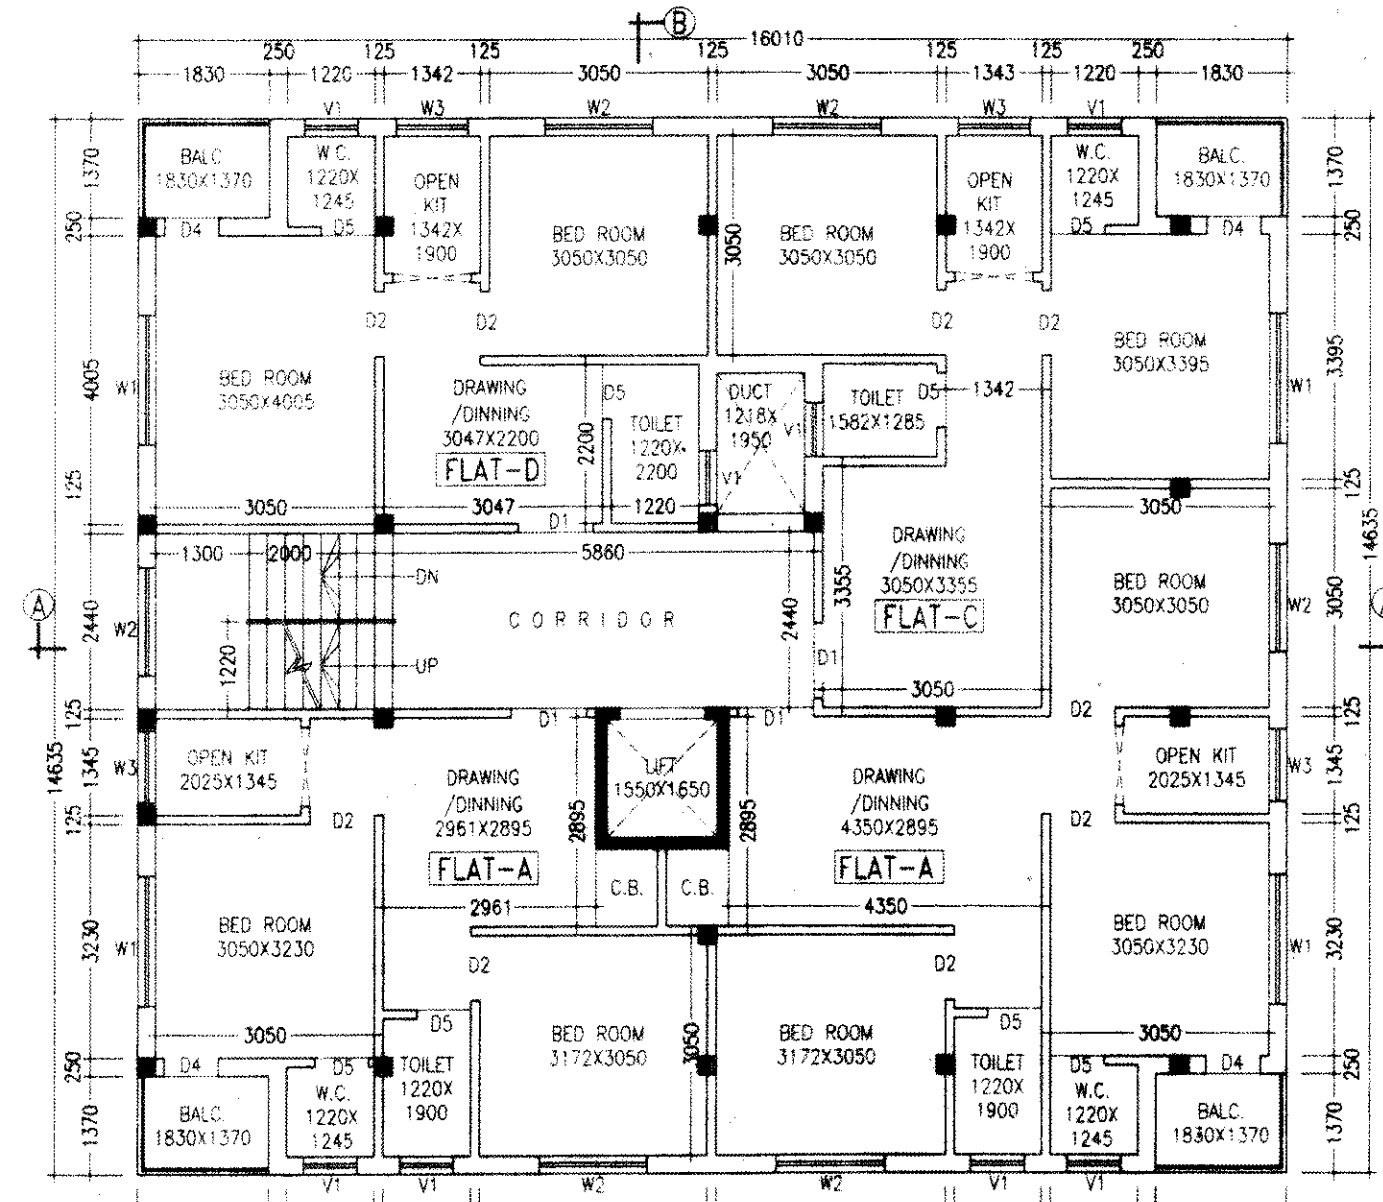 B
16010
250 125 125 125 125 125 250
1830 1220 1342 3050 3050 1343 1220 1830
V1 W3 W2 W2 W3 V1
BALC
1830X1370
W.C.
1220X
1245
OPEN
KIT
1342X
1900
BED ROOM
3050X3050
3050
BED ROOM
3050X3050
OPEN
KIT
1342X
1900
W.C.
1220X
1245
BALC.
1830X1370
1370
250
4005
125
2440
125
1345
125
3230
250
1370
14635
1370
250
3395
125
3050
125
1345
125
3230
250
1370
14635
D4 D5 D5 D4
D2 D2 D2 D2
W1
BED ROOM
3050X4005
DRAWING
/DINNING
3047X2200
FLAT-D
2200
D5
TOILET
1220X
2200
DUCT
1218X
1950
V1
V1
TOILET
1582X1285
D5
1342
BED ROOM
3050X3395
W1
3050 3047 D1 1220
3050
1300 2000 5860
DN
UP
1220
CORRIDOR
2440
3355
DRAWING
/DINNING
3050X3355
FLAT-C
D1
3050
BED ROOM
3050X3050
A
W2
W2
D1 D1 D2
W3
OPEN KIT
2025X1345
D2
DRAWING
/DINNING
2961X2895
FLAT-A
2961
2895
LIFT
1550X1650
C.B.
C.B.
2895
DRAWING
/DINNING
4350X2895
FLAT-A
4350
OPEN KIT
2025X1345
W3
D2
W1
BED ROOM
3050X3230
3050
D2 D2
BED ROOM
3050X3230
W1
3050
D5
BED ROOM
3172X3050
3050
BED ROOM
3172X3050
D5
D4 D5
TOILET
1220X
1900
TOILET
1220X
1900
D5 D4
BALC.
1830X1370
W.C.
1220X
1245
W.C.
1220X
1245
BALC.
1830X1370
V1 V1 W2 W2 V1 V1